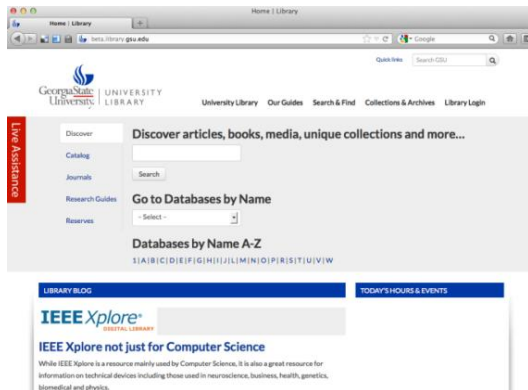 Home | Library
Home | Library
beta.library.gsu.edu
Google
Quick links
Search GSU
GeorgiaState University
UNIVERSITY LIBRARY
University Library Our Guides Search & Find Collections & Archives Library Login
Live Assistance
Discover
Catalog
Journals
Research Guides
Reserves
Discover articles, books, media, unique collections and more...
Search
Go to Databases by Name
- Select -
Databases by Name A-Z
1|A|B|C|D|E|F|G|H|I|J|L|M|N|O|P|R|S|T|U|V|W
LIBRARY BLOG
TODAY'S HOURS & EVENTS
IEEE Xplore®
DIGITAL LIBRARY
IEEE Xplore not just for Computer Science
While IEEE Xplore is a resource mainly used by Computer Science, it is also a great resource for
information on technical devices including those used in neuroscience, business, health, genetics,
biomedical and physics.